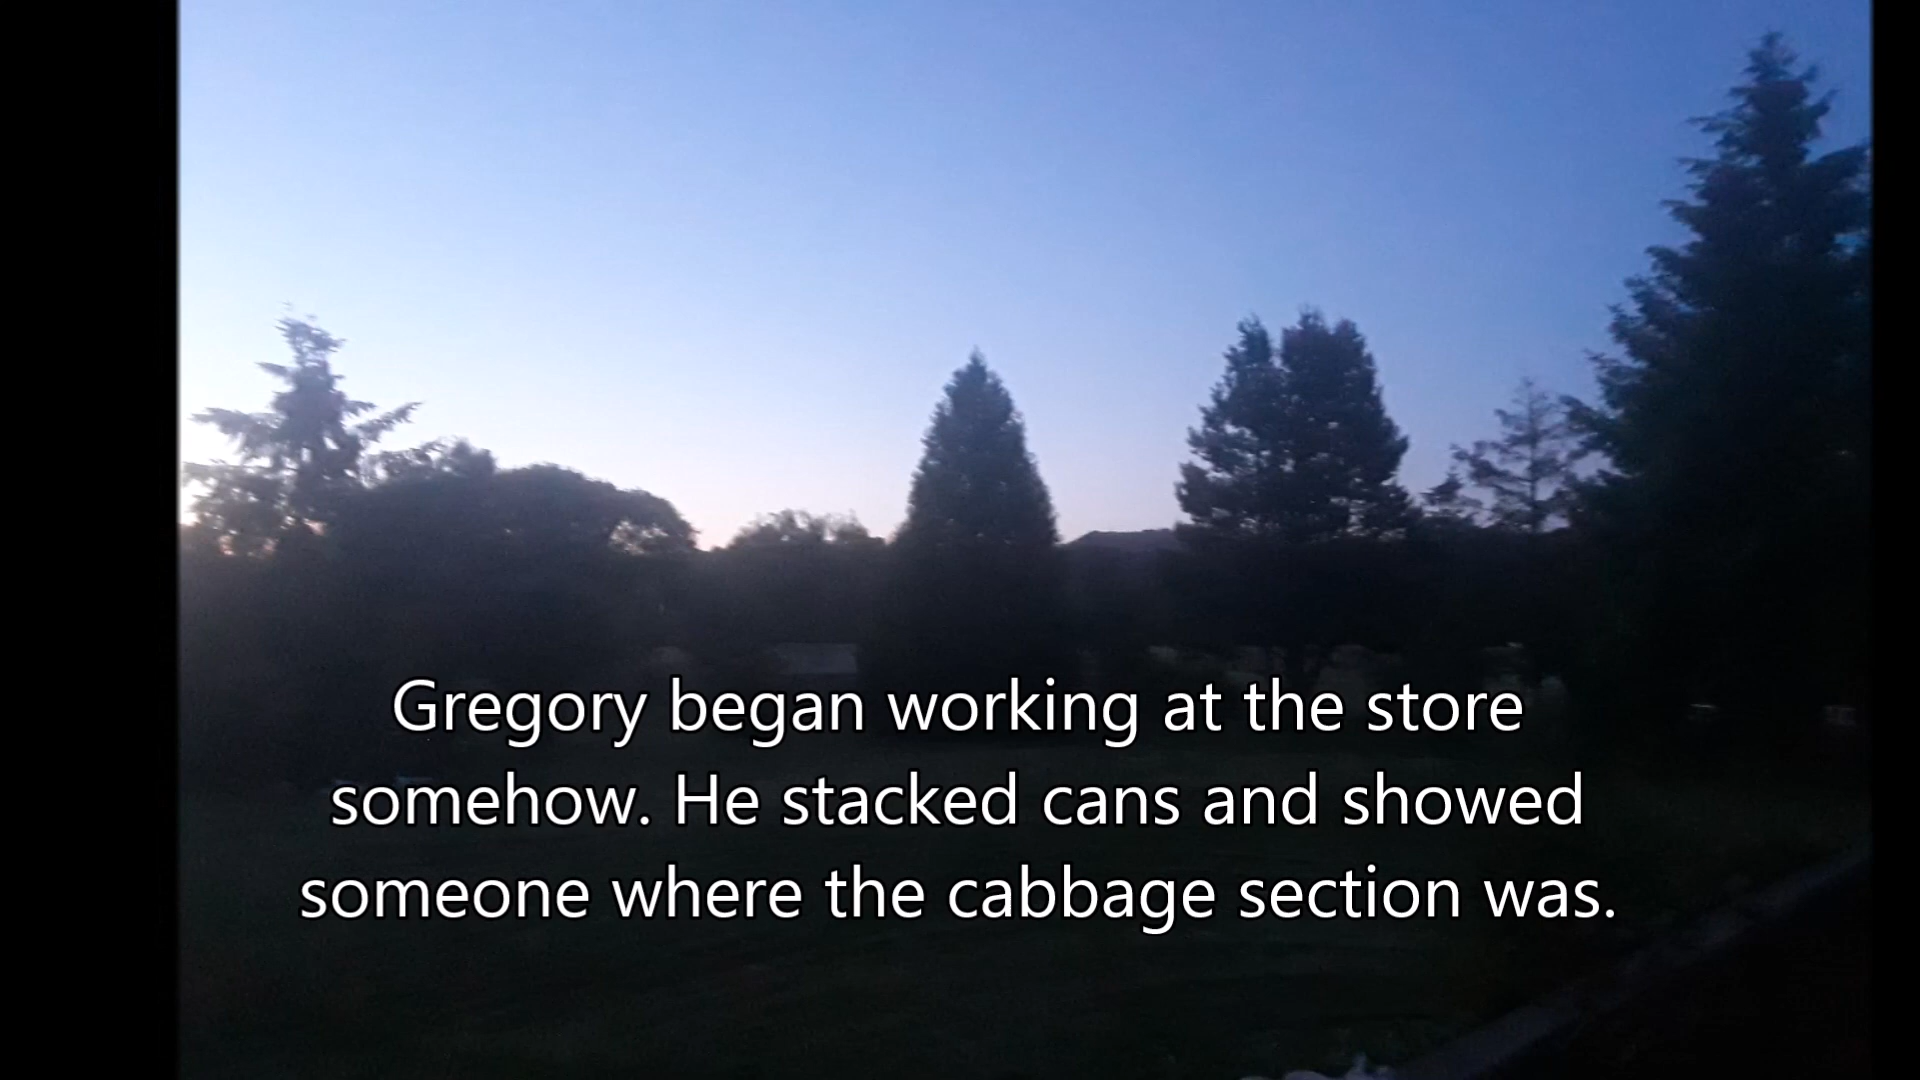 Gregory began working at the store
somehow. He stacked cans and showed
someone where the cabbage section was.